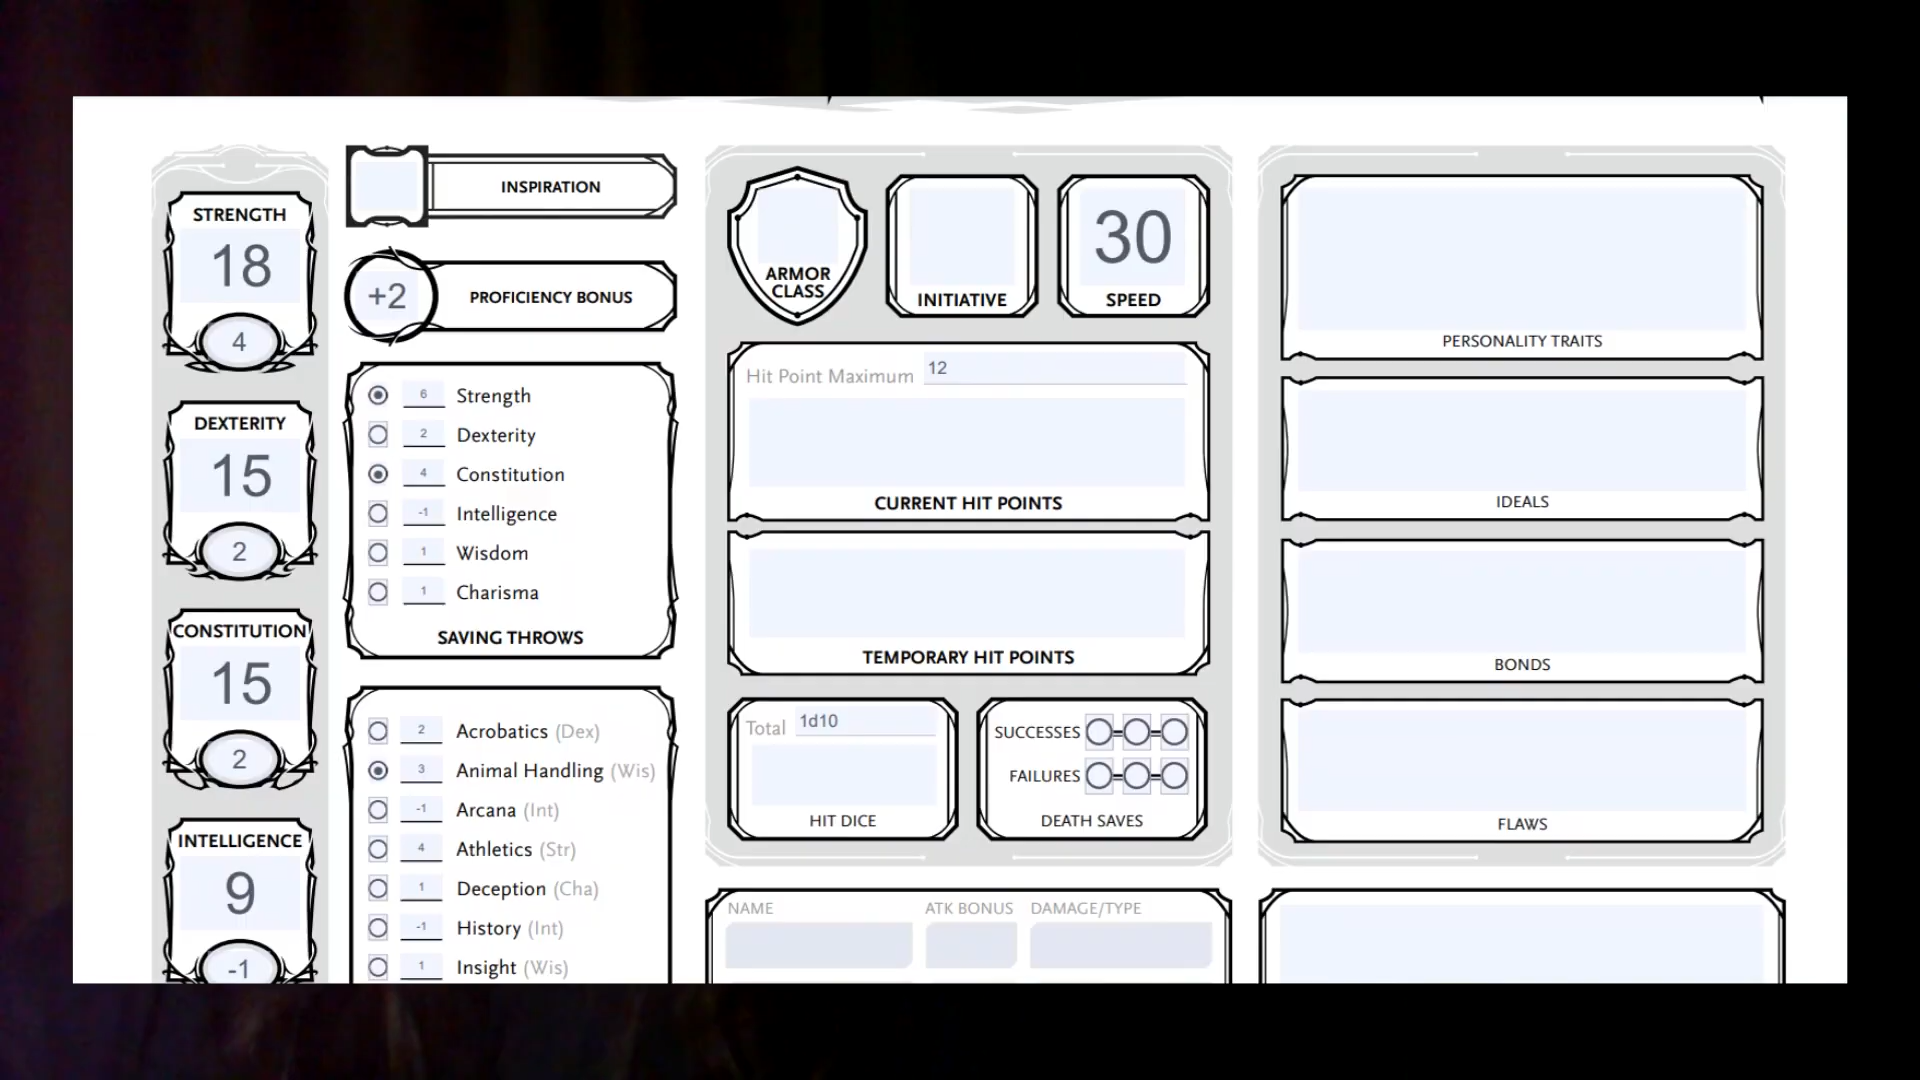 STRENGTH
18
4
DEXTERITY
15
2
CONSTITUTION
15
2
INTELLIGENCE
9
-1
INSPIRATION
+2 PROFICIENCY BONUS
6 Strength
2 Dexterity
4 Constitution
-1 Intelligence
1 Wisdom
1 Charisma
SAVING THROWS
2 Acrobatics (Dex)
3 Animal Handling (Wis)
-1 Arcana (Int)
4 Athletics (Str)
1 Deception (Cha)
-1 History (Int)
1 Insight (Wis)
ARMOR
CLASS
INITIATIVE
30
SPEED
Hit Point Maximum 12
CURRENT HIT POINTS
TEMPORARY HIT POINTS
Total 1d10
HIT DICE
SUCCESSES
FAILURES
DEATH SAVES
NAME ATK BONUS DAMAGE/TYPE
PERSONALITY TRAITS
IDEALS
BONDS
FLAWS